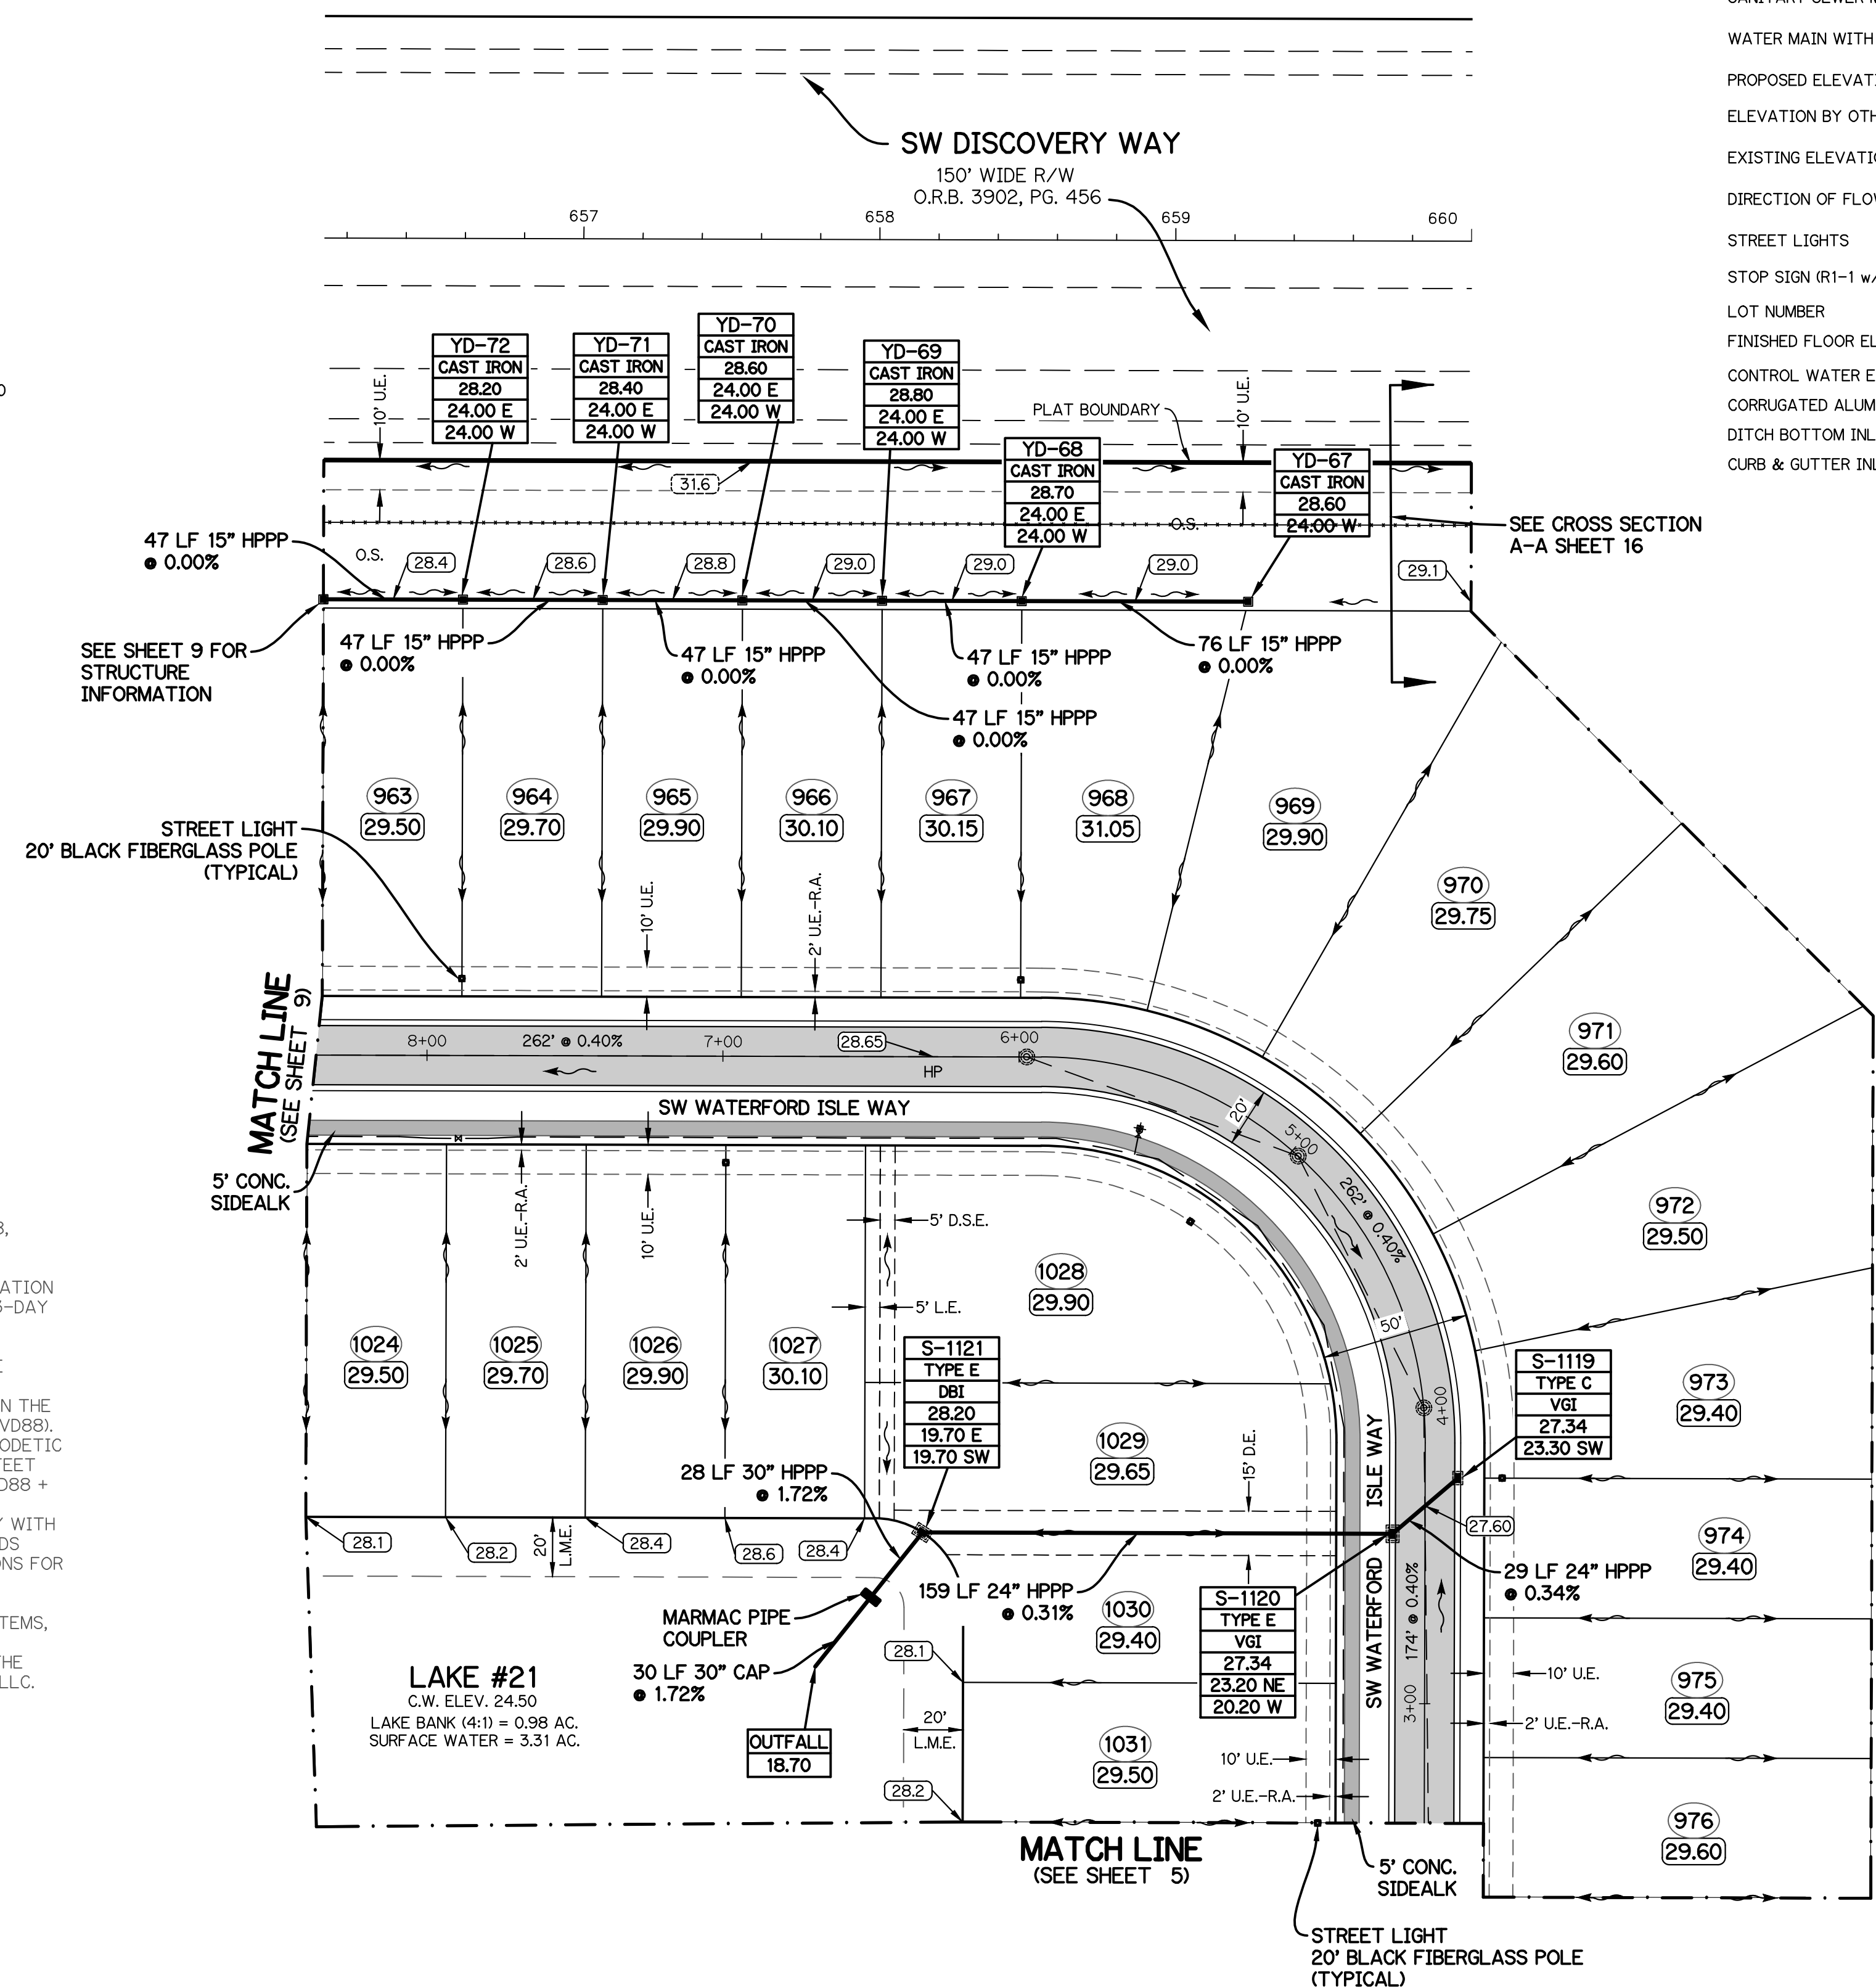 SW DISCOVERY WAY
150' WIDE R/W
O.R.B. 3902, PG. 456
657
658
659
660
WATER MAIN WITH
PROPOSED ELEVATI
ELEVATION BY OTH
EXISTING ELEVATIO
DIRECTION OF FLOW
STREET LIGHTS
STOP SIGN (R1-1 w/
LOT NUMBER
FINISHED FLOOR EL
CONTROL WATER E
CORRUGATED ALUM
DITCH BOTTOM INL
CURB & GUTTER INL
YD-72
CAST IRON
28.20
24.00 E
24.00 W
YD-71
CAST IRON
28.40
24.00 E
24.00 W
YD-70
CAST IRON
28.60
24.00 E
24.00 W
YD-69
CAST IRON
28.80
24.00 E
24.00 W
YD-68
CAST IRON
28.70
24.00 E
24.00 W
YD-67
CAST IRON
28.60
24.00 W
10' U.E.
PLAT BOUNDARY
10' U.E.
31.6
O.S.
O.S.
SEE CROSS SECTION
A-A SHEET 16
47 LF 15" HPPP
@ 0.00%
28.4
28.6
28.8
29.0
29.0
29.0
29.1
SEE SHEET 9 FOR
STRUCTURE
INFORMATION
47 LF 15" HPPP
@ 0.00%
47 LF 15" HPPP
@ 0.00%
47 LF 15" HPPP
@ 0.00%
47 LF 15" HPPP
@ 0.00%
76 LF 15" HPPP
@ 0.00%
963
29.50
964
29.70
965
29.90
966
30.10
967
30.15
968
31.05
969
29.90
970
29.75
971
29.60
972
29.50
973
29.40
974
29.40
975
29.40
976
29.60
STREET LIGHT
20' BLACK FIBERGLASS POLE
(TYPICAL)
10' U.E.
2' U.E.-R.A.
MATCH LINE
(SEE SHEET 9)
8+00
262' @ 0.40%
7+00
28.65
6+00
HP
SW WATERFORD ISLE WAY
20'
5+00
262' @ 0.40%
50'
4+00
5' CONC.
SIDEALK
2' U.E.-R.A.
10' U.E.
5' D.S.E.
5' L.E.
1024
29.50
1025
29.70
1026
29.90
1027
30.10
1028
29.90
1029
29.65
1030
29.40
1031
29.50
S-1121
TYPE E
DBI
28.20
19.70 E
19.70 SW
S-1119
TYPE C
VGI
27.34
23.30 SW
S-1120
TYPE E
VGI
27.34
23.20 NE
20.20 W
28 LF 30" HPPP
@ 1.72%
15' D.E.
27.60
29 LF 24" HPPP
@ 0.34%
159 LF 24" HPPP
@ 0.31%
28.1
28.2
28.4
28.6
28.4
20'
L.M.E.
MARMAC PIPE
COUPLER
30 LF 30" CAP
@ 1.72%
OUTFALL
18.70
LAKE #21
C.W. ELEV. 24.50
LAKE BANK (4:1) = 0.98 AC.
SURFACE WATER = 3.31 AC.
28.1
20'
L.M.E.
28.2
SW WATERFORD ISLE WAY
174' @ 0.40%
3+00
10' U.E.
2' U.E.-R.A.
10' U.E.
2' U.E.-R.A.
MATCH LINE
(SEE SHEET 5)
5' CONC.
SIDEALK
STREET LIGHT
20' BLACK FIBERGLASS POLE
(TYPICAL)
ATION
-DAY
N THE
VD88).
ODETIC
EET
D88 +
Y WITH
DS
ONS FOR
TEMS,
THE
LLC.